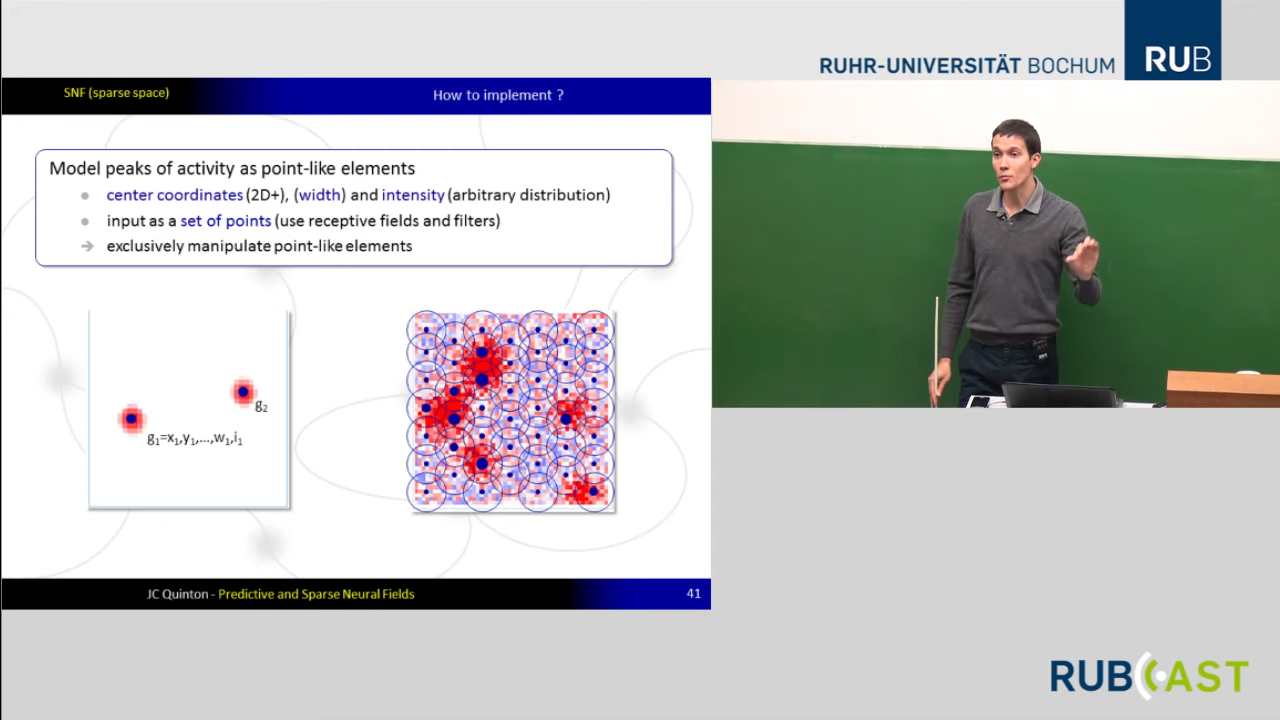 RUHR-UNIVERSITÄT BOCHUM RUB
SNF (sparse space)
How to implement ?
Model peaks of activity as point-like elements
● center coordinates (2D+), (width) and intensity (arbitrary distribution)
● input as a set of points (use receptive fields and filters)
→ exclusively manipulate point-like elements
g₂
g₁=x₁,y₁,...,w₁,i₁
JC Quinton - Predictive and Sparse Neural Fields
41
RUBCAST